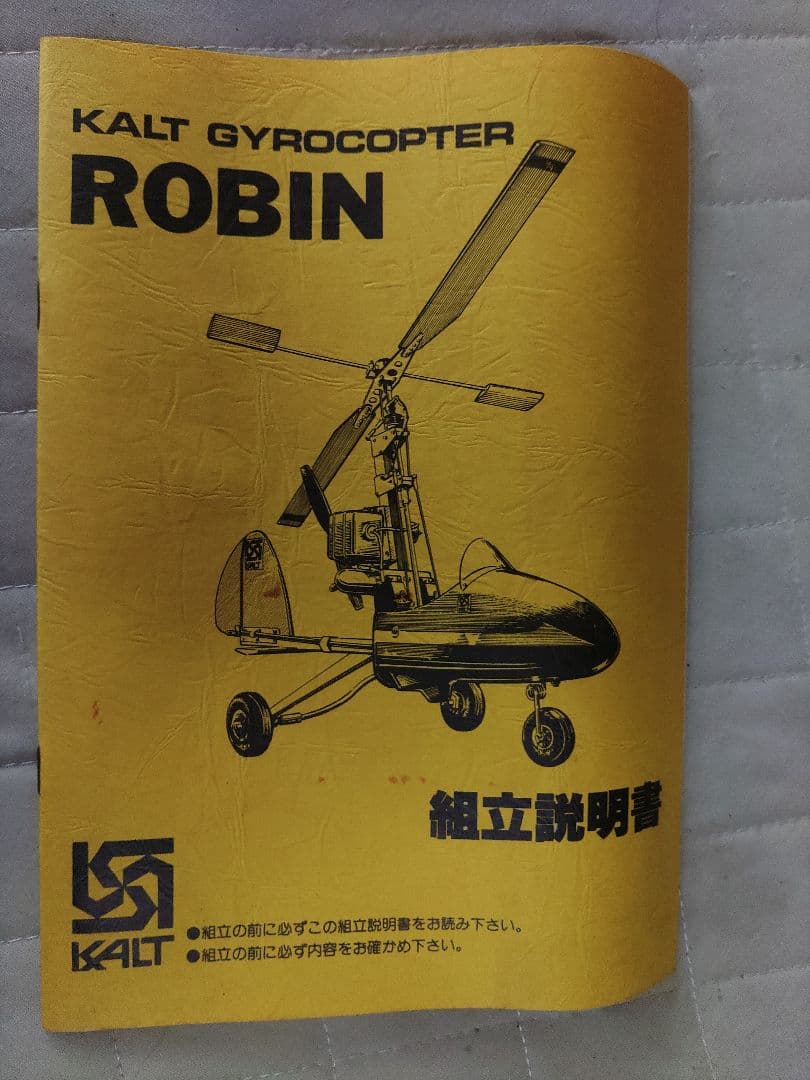 KALT GYROCOPTER
ROBIN
KALT
組立説明書
KALT
●組立の前に必ずこの組立説明書をお読み下さい。
●組立の前に必ず内容をお確かめ下さい。